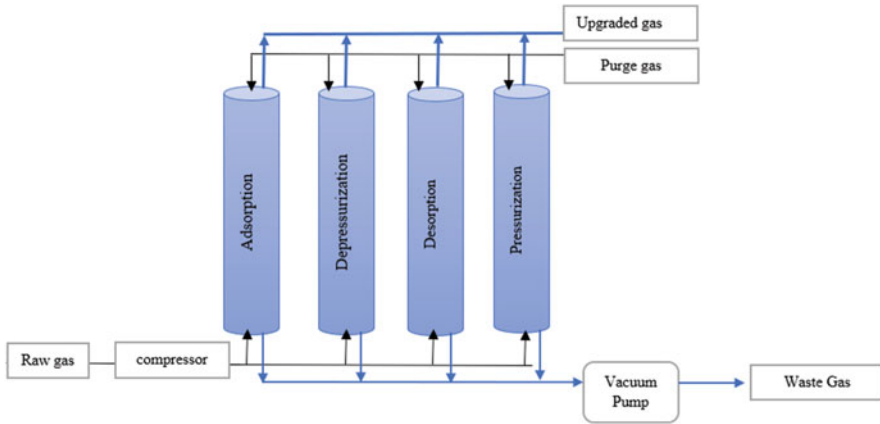 Upgraded gas
Purge gas
Adsorption
Depressurization
Desorption
Pressurization
Raw gas
compressor
Vacuum
Pump
Waste Gas